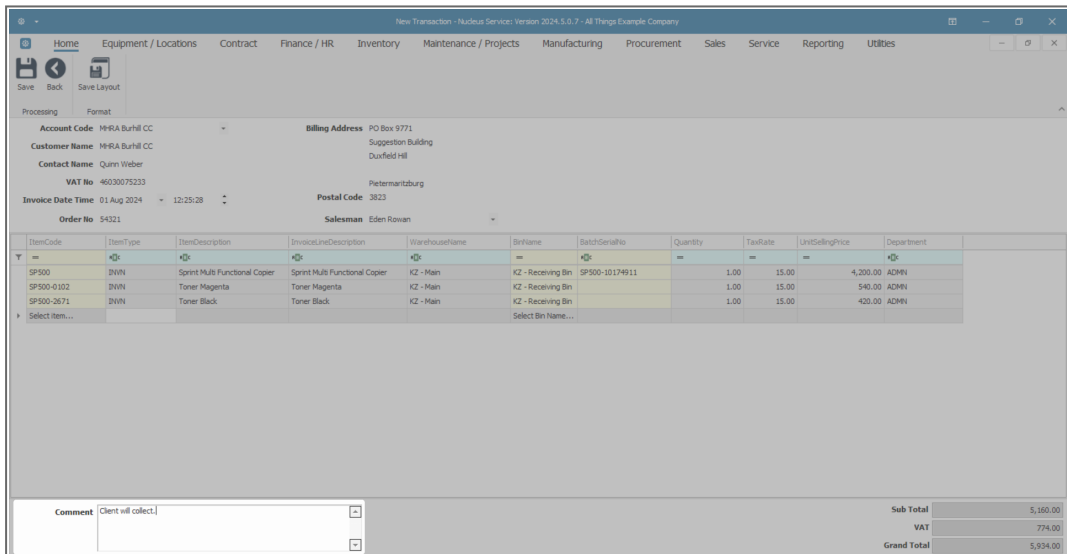 New Transaction - Nucleus Service: Version 2024.5.0.7 - All Things Example Company
Home Equipment / Locations Contract Finance / HR Inventory Maintenance / Projects Manufacturing Procurement Sales Service Reporting Utilities
Save Back Save Layout
Processing Format
Account Code MHRA Burhill CC Billing Address PO Box 9771
Customer Name MHRA Burhill CC Suggestion Building
Contact Name Quinn Weber Duxfield Hill
VAT No 46030075233 Pietermaritzburg
Invoice Date Time 01 Aug 2024 12:25:28 Postal Code 3823
Order No 54321 Salesman Eden Rowan
ItemCode ItemType ItemDescription InvoiceLineDescription WarehouseName BinName BatchSerialNo Quantity TaxRate UnitSellingPrice Department
SP500 INVN Sprint Multi Functional Copier Sprint Multi Functional Copier KZ - Main KZ - Receiving Bin SP500-10174911 1.00 15.00 4,200.00 ADMN
SP500-0102 INVN Toner Magenta Toner Magenta KZ - Main KZ - Receiving Bin 1.00 15.00 540.00 ADMN
SP500-2671 INVN Toner Black Toner Black KZ - Main KZ - Receiving Bin 1.00 15.00 420.00 ADMN
Select item... Select Bin Name...
Comment Client will collect. Sub Total 5,160.00
VAT 774.00
Grand Total 5,934.00